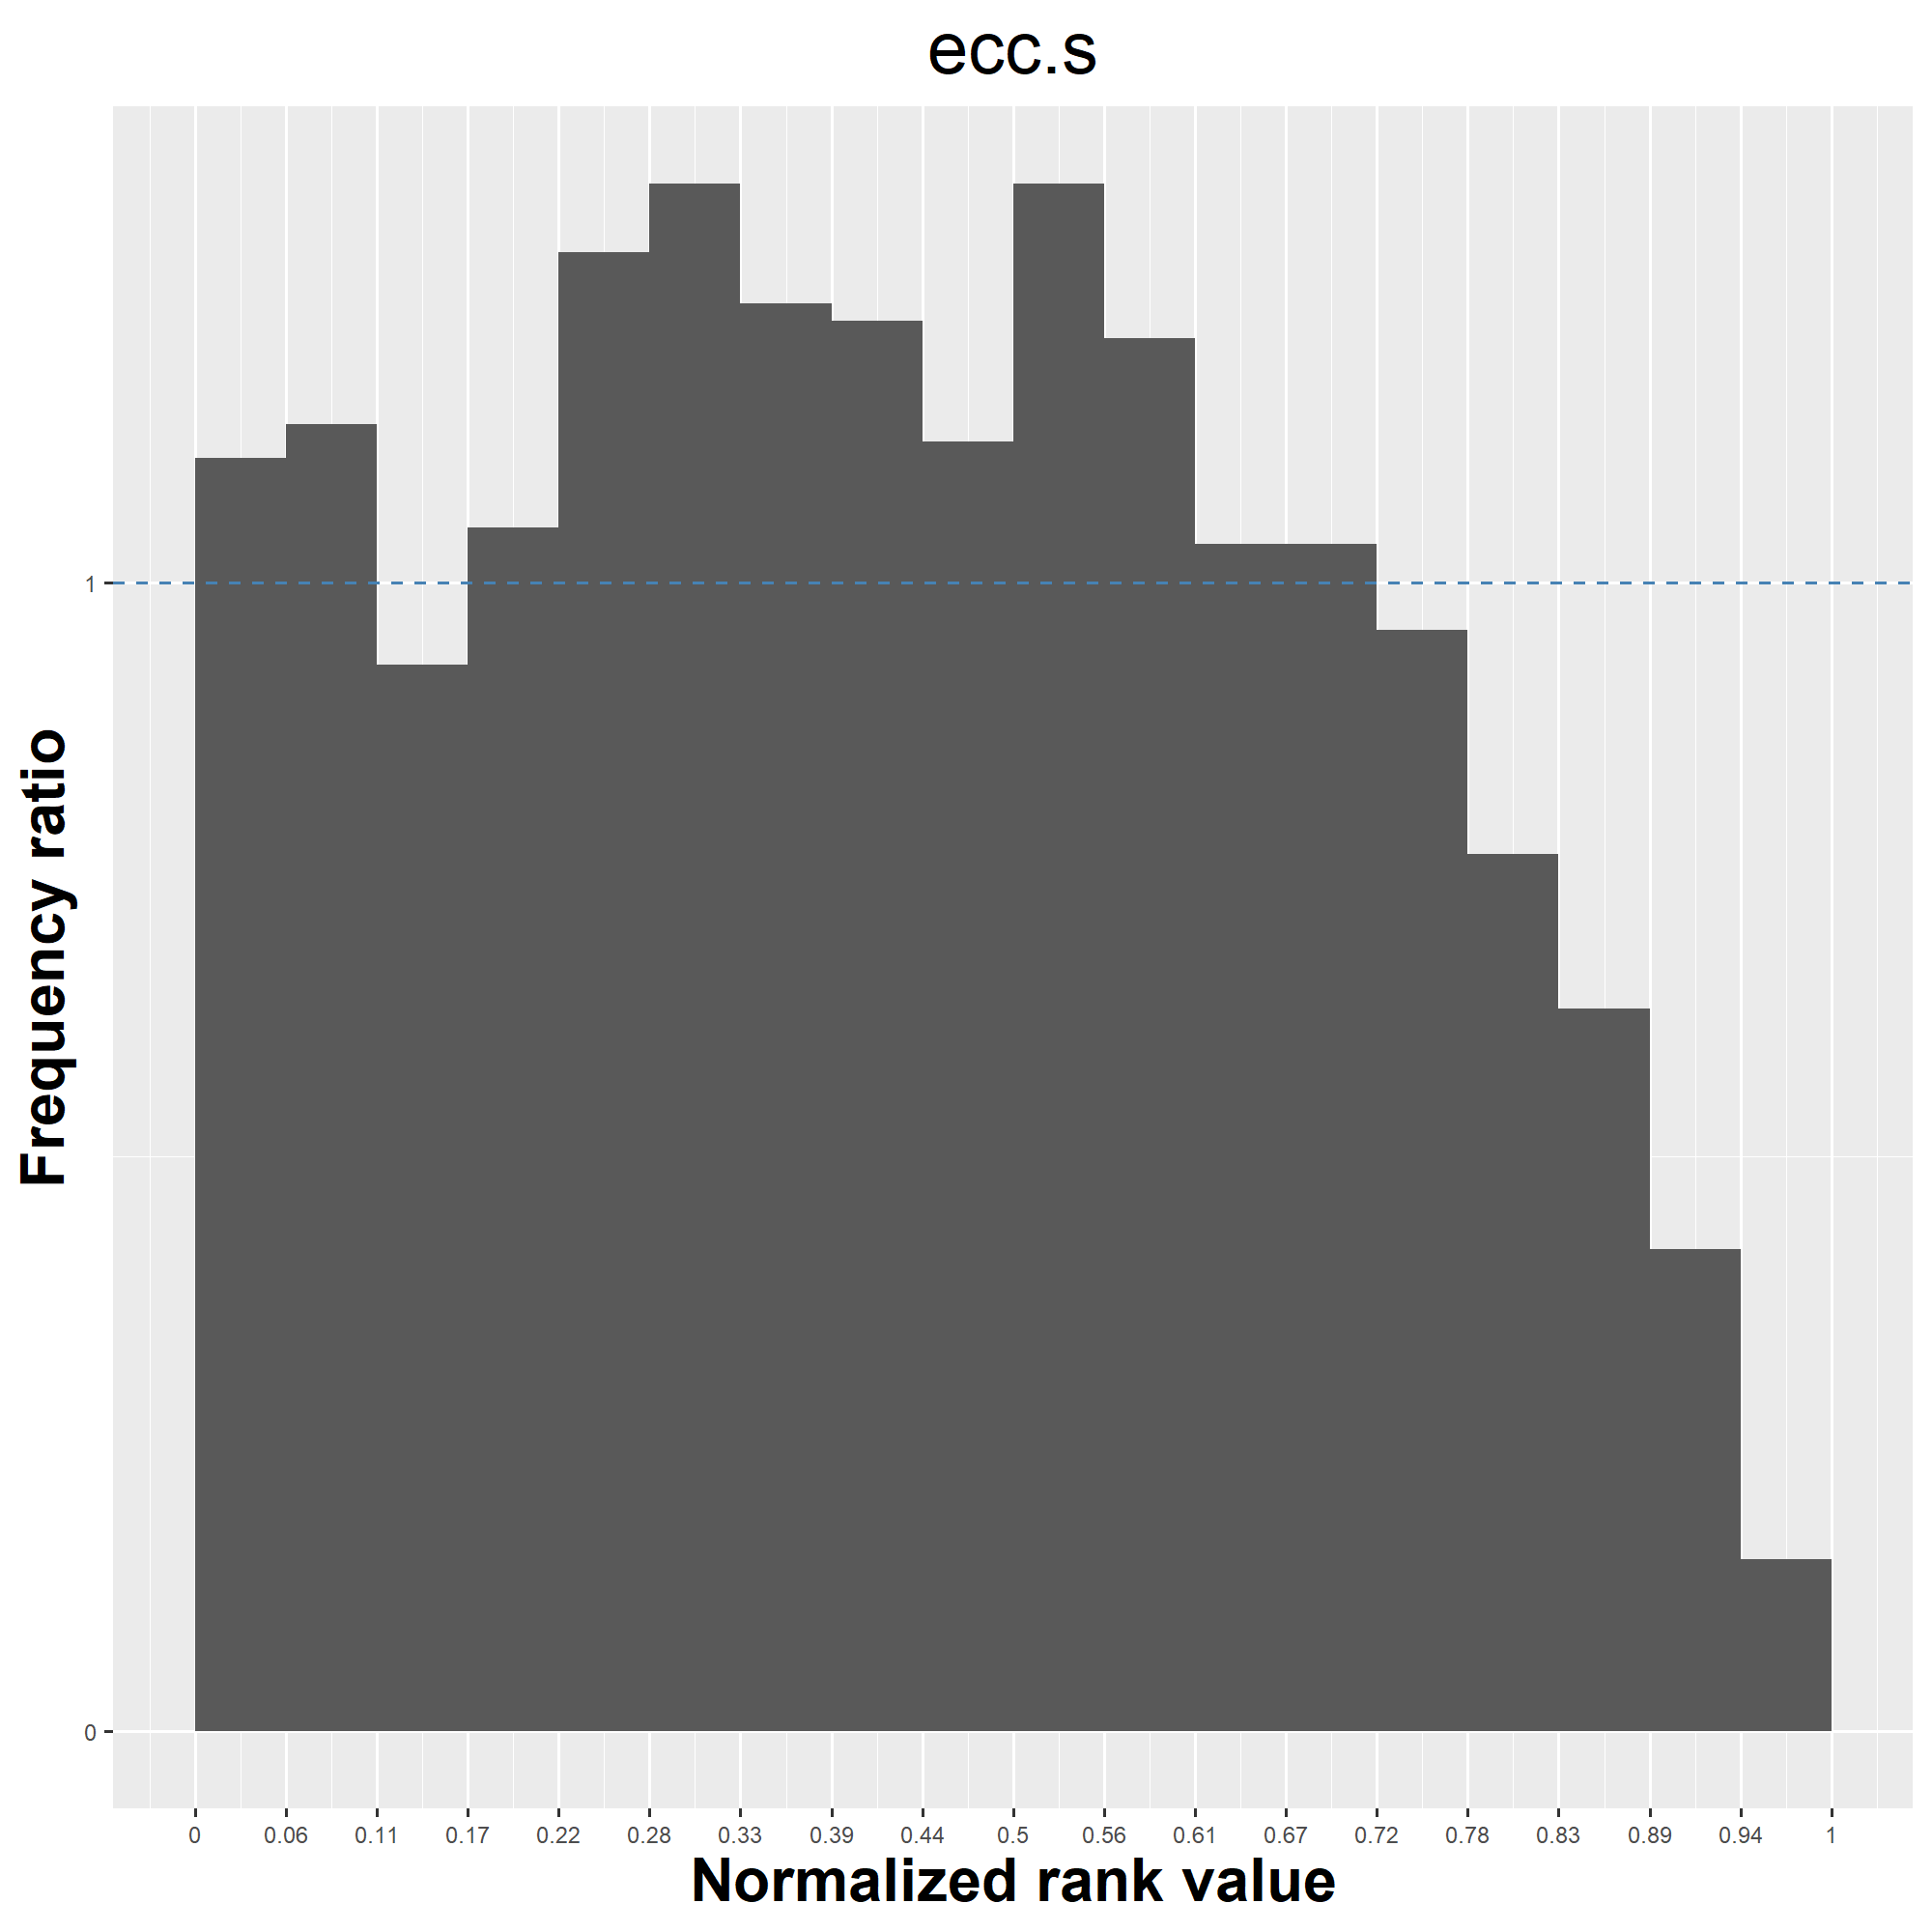 ecc.s
Frequency ratio
1
0
0 0.06 0.11 0.17 0.22 0.28 0.33 0.39 0.44 0.5 0.56 0.61 0.67 0.72 0.78 0.83 0.89 0.94 1
Normalized rank value